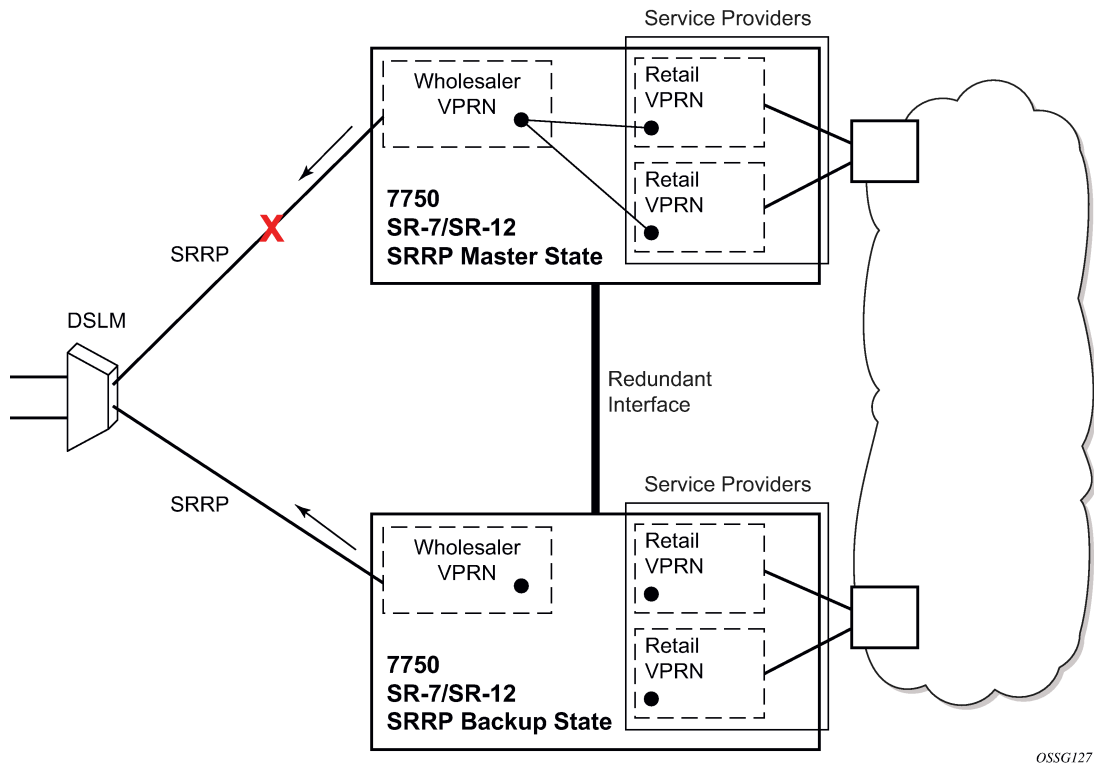 Service Providers
Wholesaler
VPRN
Retail
VPRN
Retail
VPRN
7750
SR-7/SR-12
SRRP Master State
X
SRRP
DSLM
Redundant
Interface
SRRP
Service Providers
Wholesaler
VPRN
Retail
VPRN
Retail
VPRN
7750
SR-7/SR-12
SRRP Backup State
OSSG127